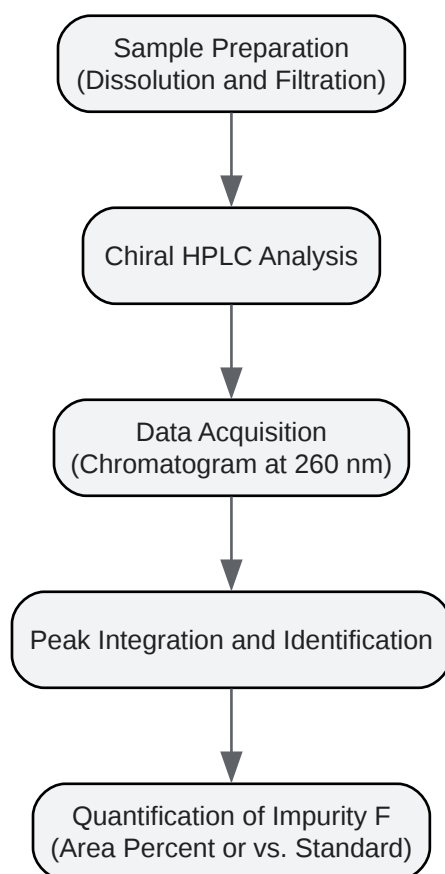 Sample Preparation
(Dissolution and Filtration)
Chiral HPLC Analysis
Data Acquisition
(Chromatogram at 260 nm)
Peak Integration and Identification
Quantification of Impurity F
(Area Percent or vs. Standard)